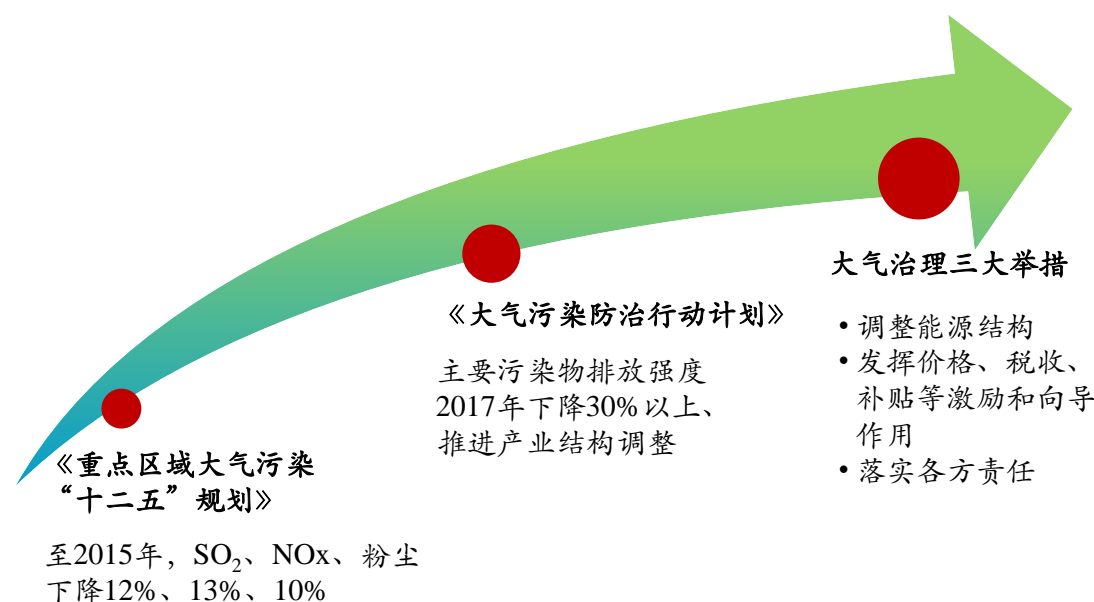 《重点区域大气污染
“十二五”规划》
至2015年，SO₂、NOx、粉尘
下降12%、13%、10%
《大气污染防治行动计划》
主要污染物排放强度
2017年下降30%以上、
推进产业结构调整
大气治理三大举措
• 调整能源结构
• 发挥价格、税收、
补贴等激励和向导
作用
• 落实各方责任